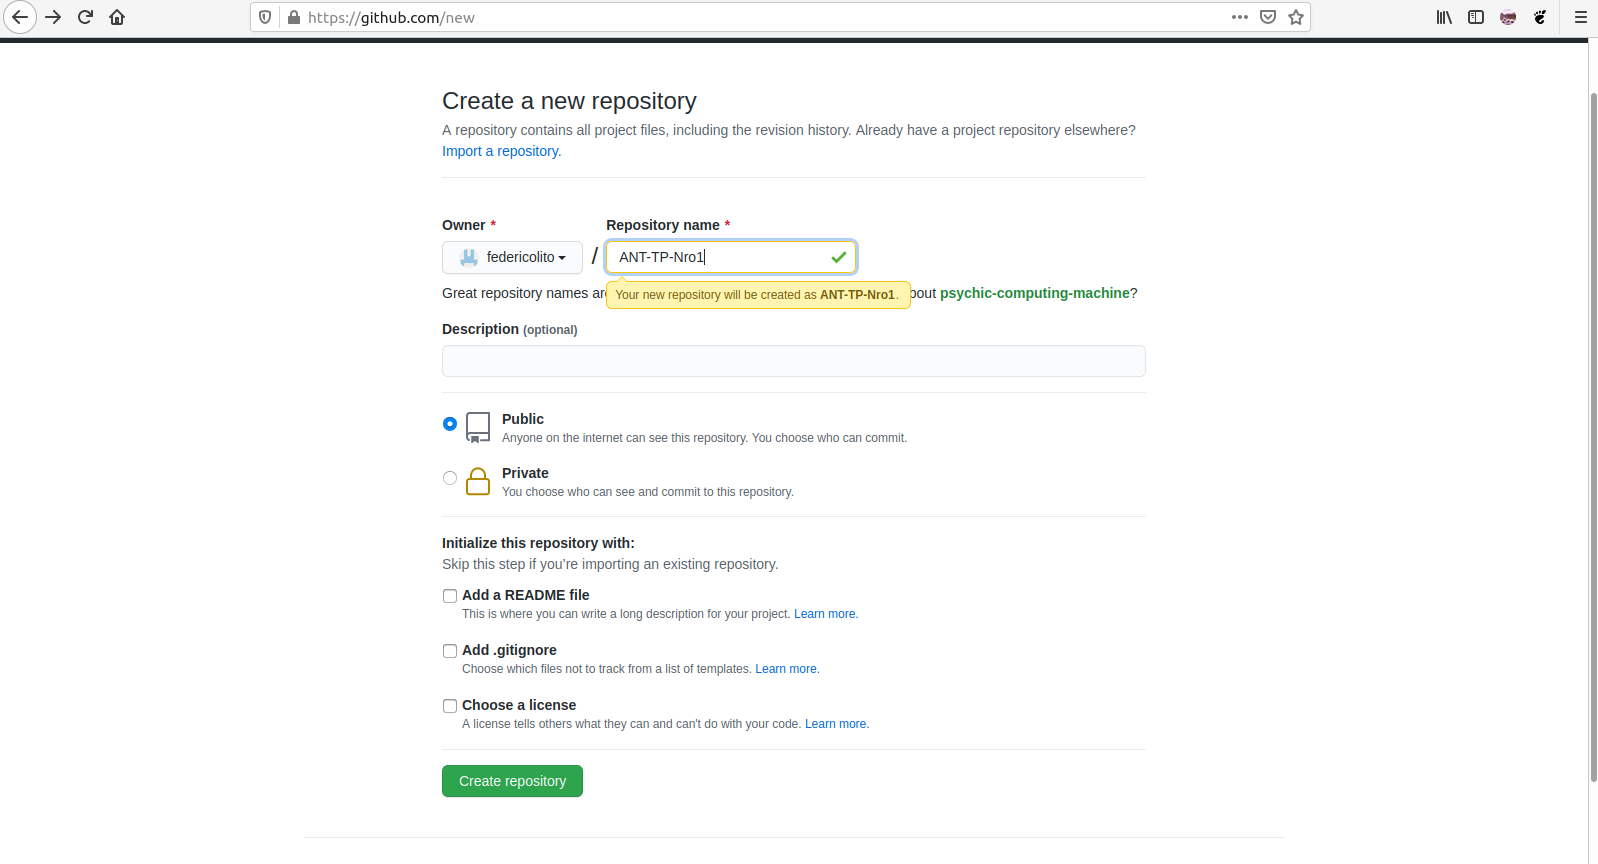 https://github.com/new
Create a new repository
A repository contains all project files, including the revision history. Already have a project repository elsewhere?
Import a repository.
Owner *
Repository name *
federicolito
/
ANT-TP-Nro1
Great repository names are
Your new repository will be created as ANT-TP-Nro1.
bout psychic-computing-machine?
Description (optional)
Public
Anyone on the internet can see this repository. You choose who can commit.
Private
You choose who can see and commit to this repository.
Initialize this repository with:
Skip this step if you’re importing an existing repository.
Add a README file
This is where you can write a long description for your project. Learn more.
Add .gitignore
Choose which files not to track from a list of templates. Learn more.
Choose a license
A license tells others what they can and can't do with your code. Learn more.
Create repository